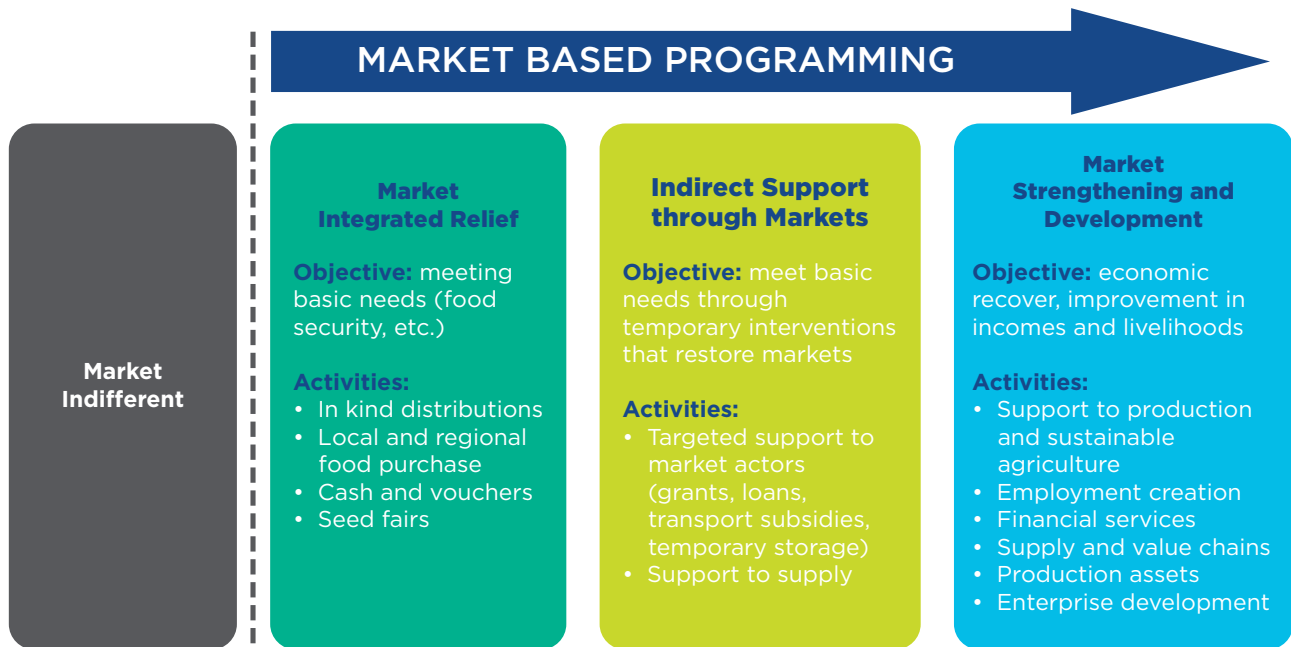 MARKET BASED PROGRAMMING
Market
Indifferent
Market
Integrated Relief
Objective: meeting
basic needs (food
security, etc.)
Activities:
• In kind distributions
• Local and regional
food purchase
• Cash and vouchers
• Seed fairs
Indirect Support
through Markets
Objective: meet basic
needs through
temporary interventions
that restore markets
Activities:
• Targeted support to
market actors
(grants, loans,
transport subsidies,
temporary storage)
• Support to supply
Market
Strengthening and
Development
Objective: economic
recover, improvement in
incomes and livelihoods
Activities:
• Support to production
and sustainable
agriculture
• Employment creation
• Financial services
• Supply and value chains
• Production assets
• Enterprise development